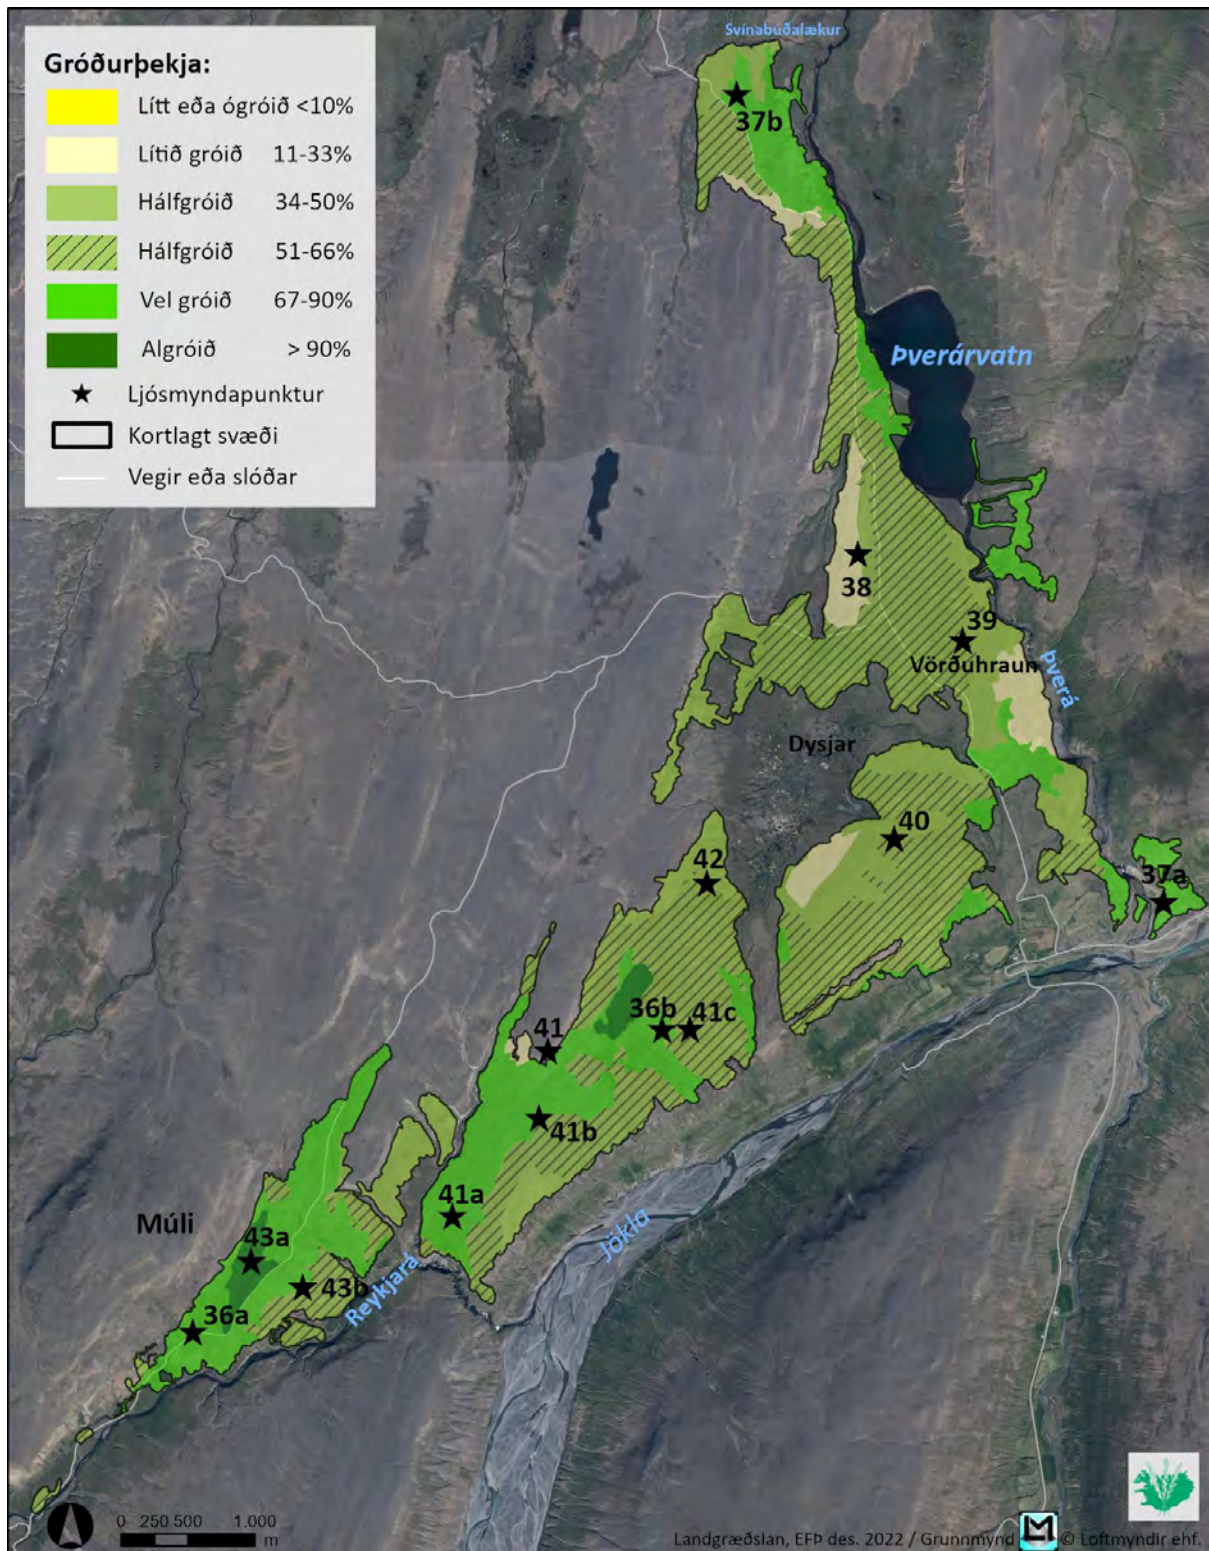 Gróðurþekja:
Lítt eða ógróið <10%
Lítið gróið 11-33%
Hálfgróið 34-50%
Hálfgróið 51-66%
Vel gróið 67-90%
Algróið > 90%
Ljósmyndapunktur
Kortlagt svæði
Vegir eða slóðar
Svínabúðalækur
37b
Þverárvatn
38
39
Vörðuhraun
Þverá
Dysjar
40
42
37a
36b
41c
41
41b
41a
Jökla
Múli
43a
43b
Reykjará
36a
0 250 500 1.000
m
Landgræðslan, EFÞ des. 2022 / Grunnmynd LM © Loftmyndir ehf.